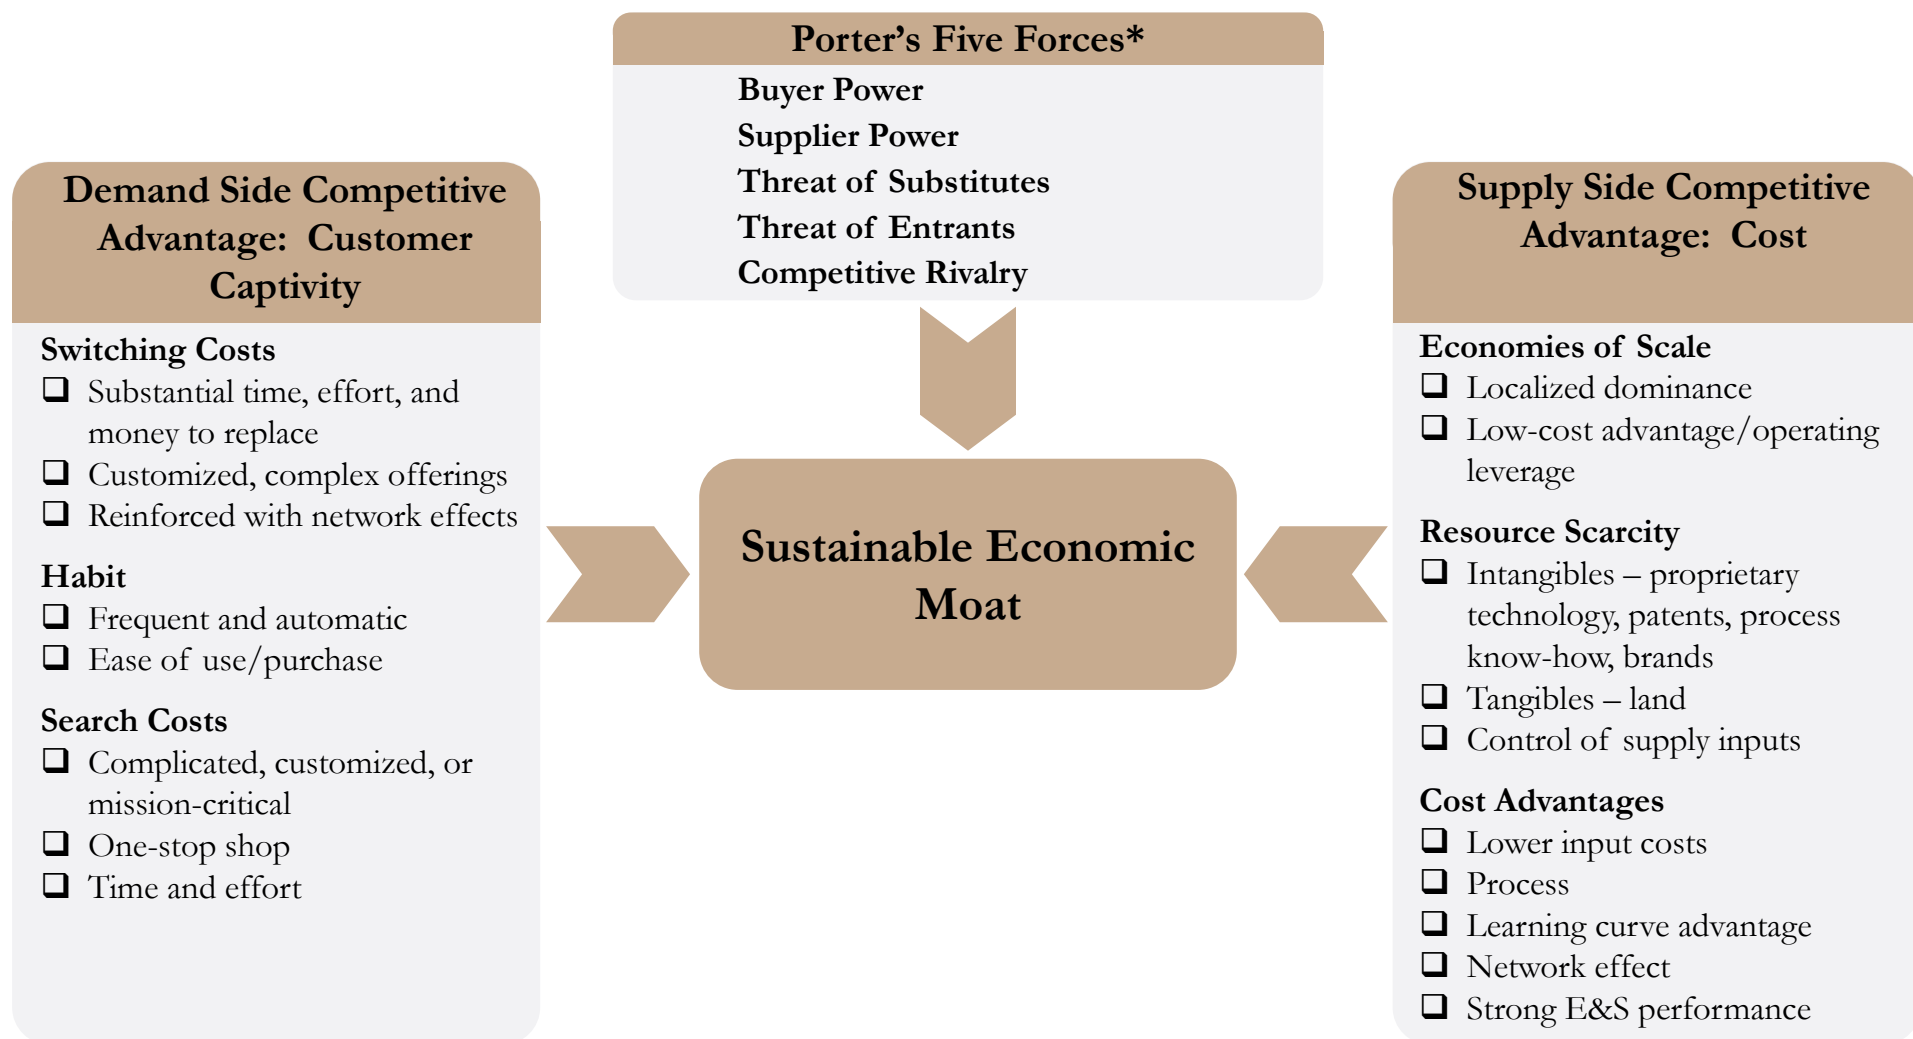 Porter's Five Forces*
Buyer Power
Supplier Power
Threat of Substitutes
Threat of Entrants
Competitive Rivalry
Demand Side Competitive
Advantage: Customer
Captivity
Switching Costs
❑ Substantial time, effort, and
money to replace
❑ Customized, complex offerings
❑ Reinforced with network effects
Habit
❑ Frequent and automatic
❑ Ease of use/purchase
Search Costs
❑ Complicated, customized, or
mission-critical
❑ One-stop shop
❑ Time and effort
Sustainable Economic
Moat
Supply Side Competitive
Advantage: Cost
Economies of Scale
❑ Localized dominance
❑ Low-cost advantage/operating
leverage
Resource Scarcity
❑ Intangibles – proprietary
technology, patents, process
know-how, brands
❑ Tangibles – land
❑ Control of supply inputs
Cost Advantages
❑ Lower input costs
❑ Process
❑ Learning curve advantage
❑ Network effect
❑ Strong E&S performance